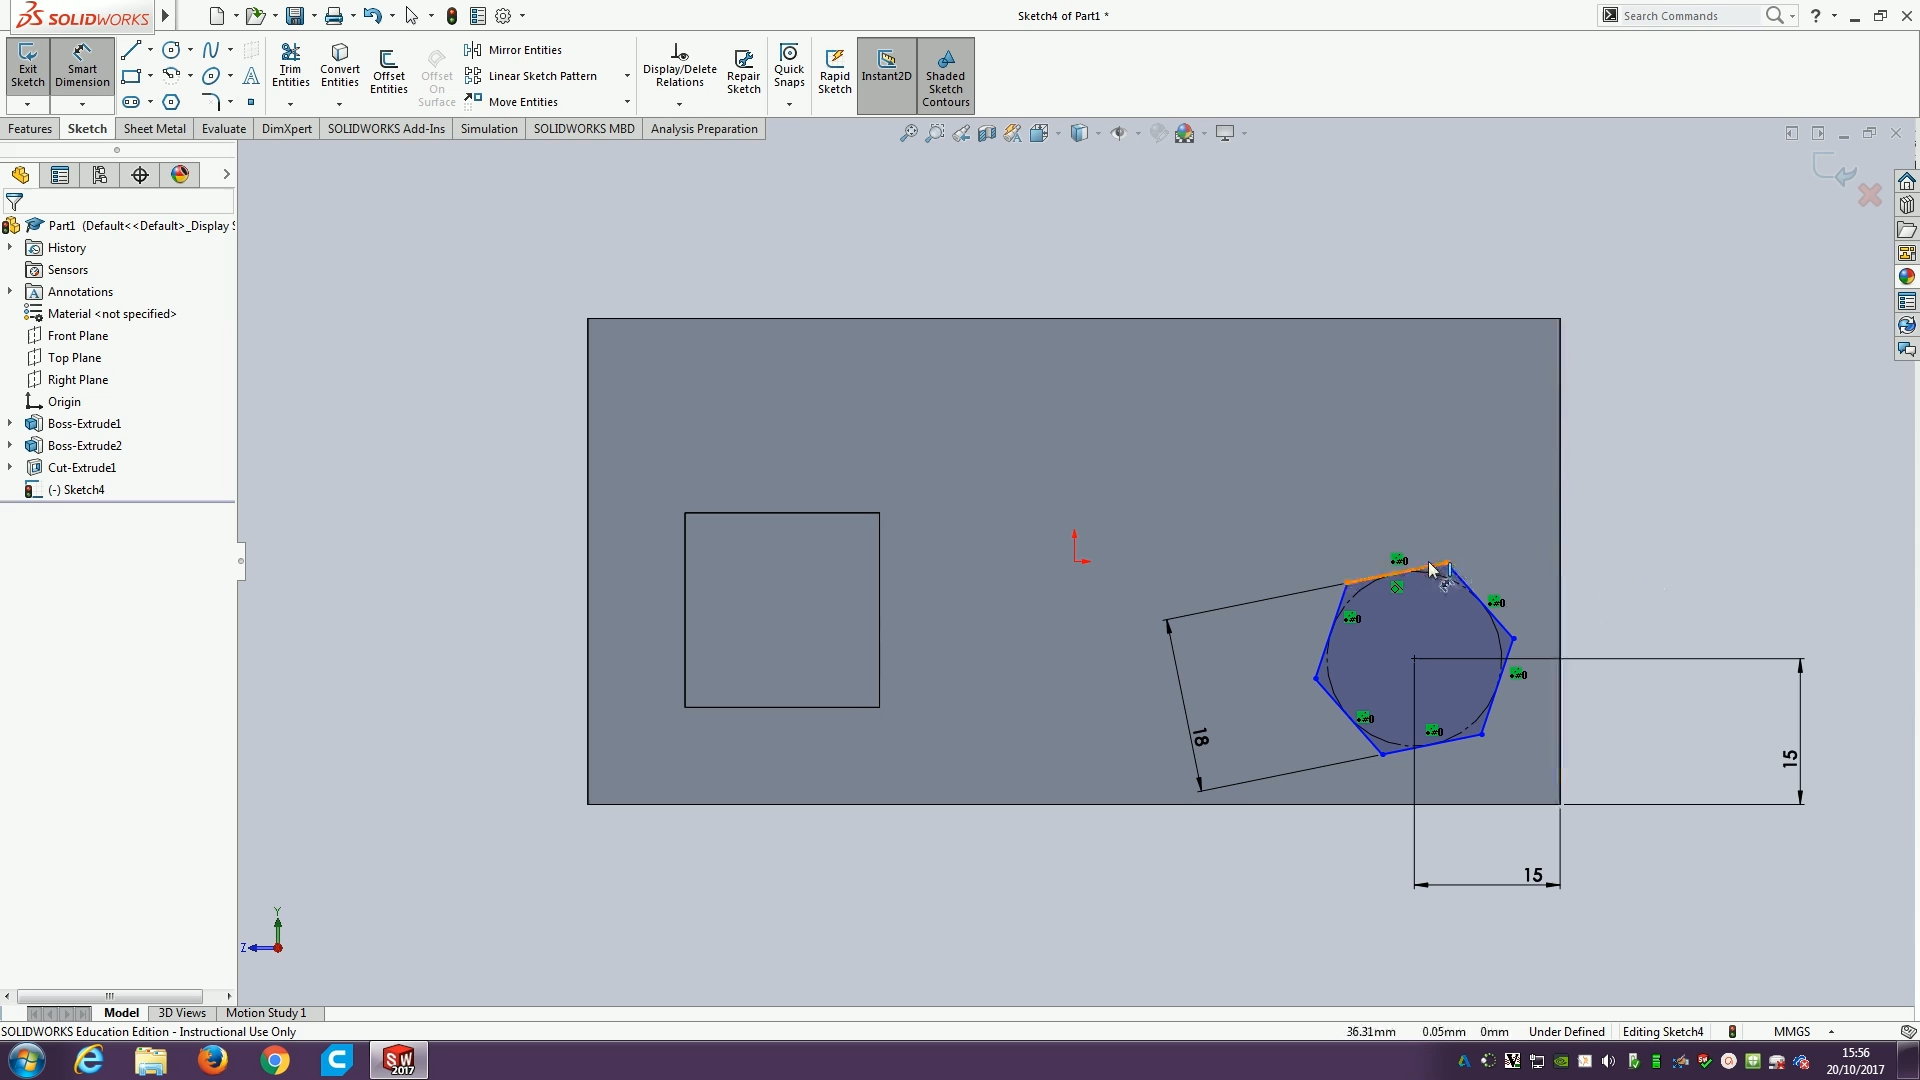 SOLIDWORKS
Sketch4 of Part1 *
Search Commands
?
Exit Sketch
Smart Dimension
Trim Entities
Convert Entities
Offset Entities
Offset On Surface
Mirror Entities
Linear Sketch Pattern
Move Entities
Display/Delete Relations
Repair Sketch
Quick Snaps
Rapid Sketch
Instant2D
Shaded Sketch Contours
Features
Sketch
Sheet Metal
Evaluate
DimXpert
SOLIDWORKS Add-Ins
Simulation
SOLIDWORKS MBD
Analysis Preparation
Part1 (Default<<Default>_Display
History
Sensors
Annotations
Material <not specified>
Front Plane
Top Plane
Right Plane
Origin
Boss-Extrude1
Boss-Extrude2
Cut-Extrude1
(-) Sketch4
18
15
15
Y
Z
Model
3D Views
Motion Study 1
SOLIDWORKS Education Edition - Instructional Use Only
36.31mm
0.05mm
0mm
Under Defined
Editing Sketch4
MMGS
SW
2017
15:56
20/10/2017